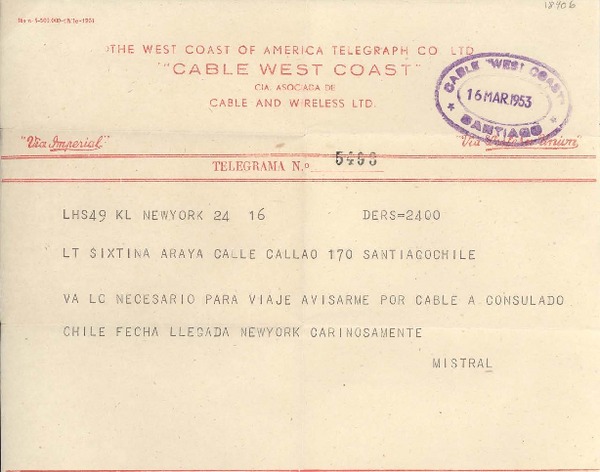 18906
THE WEST COAST OF AMERICA TELEGRAPH CO. LTD.
"CABLE WEST COAST"
CIA. ASOCIADA DE
CABLE AND WIRELESS LTD.
CABLE "WEST COAST"
16 MAR. 1953
SANTIAGO
"Via Imperial"
"Via
TELEGRAMA N.º 5493
LHS49 KL NEWYORK 24 16 DERS=2400
LT SIXTINA ARAYA CALLE CALLAO 170 SANTIAGOCHILE
VA LO NECESARIO PARA VIAJE AVISARME POR CABLE A CONSULADO
CHILE FECHA LLEGADA NEWYORK CARINOSAMENTE
MISTRAL